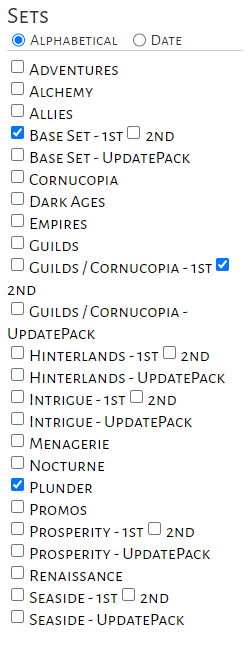 Sets
Alphabetical Date
Adventures
Alchemy
Allies
Base Set - 1st 2nd
Base Set - UpdatePack
Cornucopia
Dark Ages
Empires
Guilds
Guilds / Cornucopia - 1st
2nd
Guilds / Cornucopia -
UpdatePack
Hinterlands - 1st 2nd
Hinterlands - UpdatePack
Intrigue - 1st 2nd
Intrigue - UpdatePack
Menagerie
Nocturne
Plunder
Promos
Prosperity - 1st 2nd
Prosperity - UpdatePack
Renaissance
Seaside - 1st 2nd
Seaside - UpdatePack